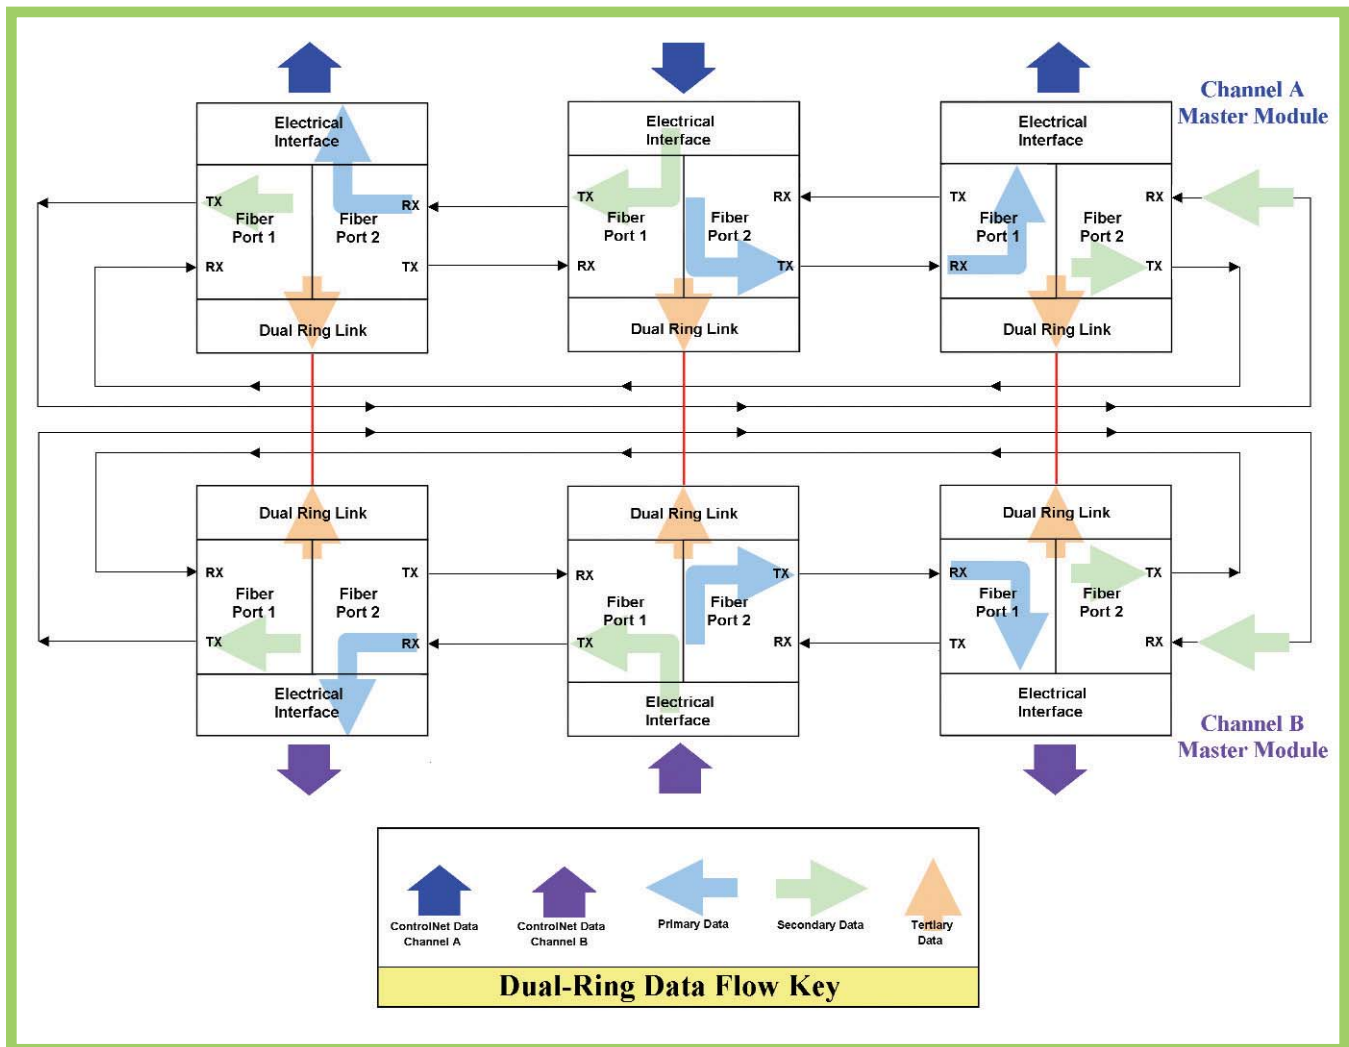 Channel A
Master Module
Electrical
Interface
TX
Fiber
Port 1
RX
Fiber
Port 2
RX
TX
Dual Ring Link
Electrical
Interface
TX
Fiber
Port 1
RX
Fiber
Port 2
RX
TX
Dual Ring Link
Electrical
Interface
TX
Fiber
Port 1
RX
Fiber
Port 2
RX
TX
Dual Ring Link
Dual Ring Link
RX
Fiber
Port 1
TX
TX
Fiber
Port 2
RX
Electrical
Interface
Dual Ring Link
RX
Fiber
Port 1
TX
TX
Fiber
Port 2
RX
Electrical
Interface
Dual Ring Link
RX
Fiber
Port 1
TX
TX
Fiber
Port 2
RX
Electrical
Interface
Channel B
Master Module
ControlNet Data
Channel A
ControlNet Data
Channel B
Primary Data
Secondary Data
Tertiary
Data
Dual-Ring Data Flow Key